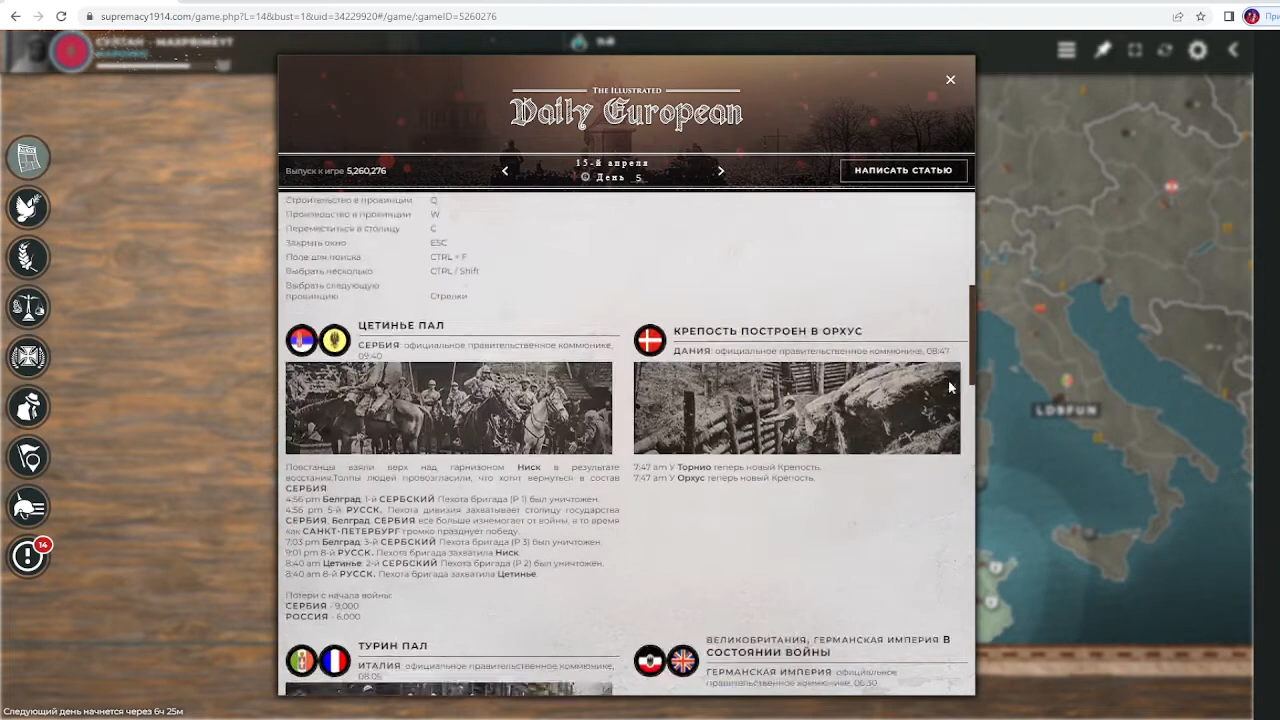 supremacy1914.com/game.php?L=14&bust=1&uid=34229920#/game/:gameID=5260276
THE ILLUSTRATED
Daily European
Выпуск к игре 5,260,276
15-й апреля
День 5
НАПИСАТЬ СТАТЬЮ
Строительство в провинции Q
Производство в провинции W
Переместиться в столицу C
Закрыть окно ESC
Поле для поиска CTRL + F
Выбрать несколько CTPL / Shift
Выбрать следующую
провинцию Стрелки
ЦЕТИНЬЕ ПАЛ
СЕРБИЯ: официальное правительственное коммюнике,
09:40
Повстанцы взяли верх над гарнизоном Ниск в результате
восстания.Толпы людей провозгласили, что хотят вернуться в состав
СЕРБИЯ
4:56 pm Белград: 1-й СЕРБСКИЙ Пехота бригада (Р 1) был уничтожен.
4:56 pm 5-й РУССК. Пехота дивизия захватывает столицу государства
СЕРБИЯ, Белград. СЕРБИЯ все больше изнемогает от войны, в то время
как САНКТ-ПЕТЕРБУРГ громко празднует победу.
7:03 pm Белград: 3-й СЕРБСКИЙ Пехота бригада (Р 3) был уничтожен.
9:01 pm 8-й РУССК. Пехота бригада захватила Ниск.
8:40 am Цетинье: 2-й СЕРБСКИЙ Пехота бригада (Р 2) был уничтожен.
8:40 am 8-й РУССК. Пехота бригада захватила Цетинье.
Потери с начала войны:
СЕРБИЯ - 9,000
РОССИЯ - 6,000
КРЕПОСТЬ ПОСТРОЕН В ОРХУС
ДАНИЯ: официальное правительственное коммюнике, 08:47
7:47 am У Торнио теперь новый Крепость.
7:47 am У Орхус теперь новый Крепость.
ТУРИН ПАЛ
ИТАЛИЯ: официальное правительственное коммюнике,
08:05
ВЕЛИКОБРИТАНИЯ, ГЕРМАНСКАЯ ИМПЕРИЯ В
СОСТОЯНИИ ВОЙНЫ
ГЕРМАНСКАЯ ИМПЕРИЯ: официальное
правительственное коммюнике, 06:30
LDBFUN
14
Следующий день начнется через 6ч 25м